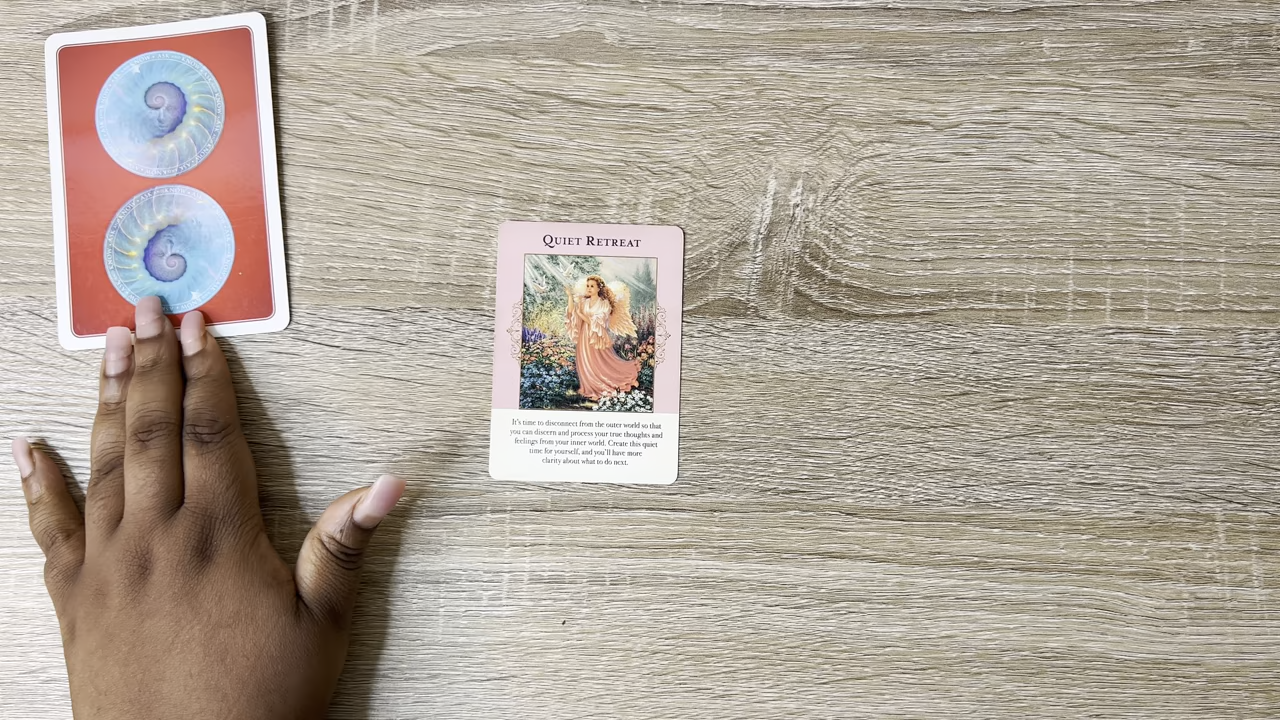 QUIET RETREAT
It's time to disconnect from the outer world so that
you can discern and process your true thoughts and
feelings from your inner world. Create this quiet
time for yourself, and you'll have more
clarity about what to do next.